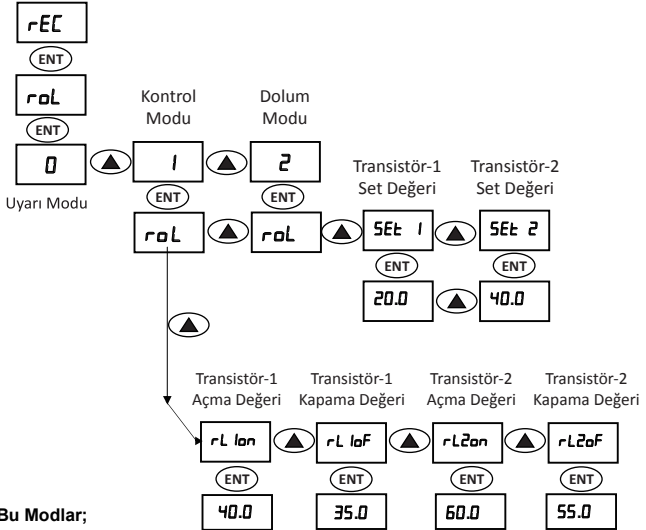 rEC
ENT
roL
ENT
0
Uyarı Modu
Kontrol
Modu
1
ENT
roL
Dolum
Modu
2
ENT
roL
Transistör-1
Set Değeri
SEt 1
ENT
20.0
Transistör-2
Set Değeri
SEt 2
ENT
40.0
Transistör-1
Açma Değeri
rL1on
ENT
40.0
Transistör-1
Kapama Değeri
rL1oF
ENT
35.0
Transistör-2
Açma Değeri
rL2on
ENT
60.0
Transistör-2
Kapama Değeri
rL2oF
ENT
55.0
Bu Modlar;